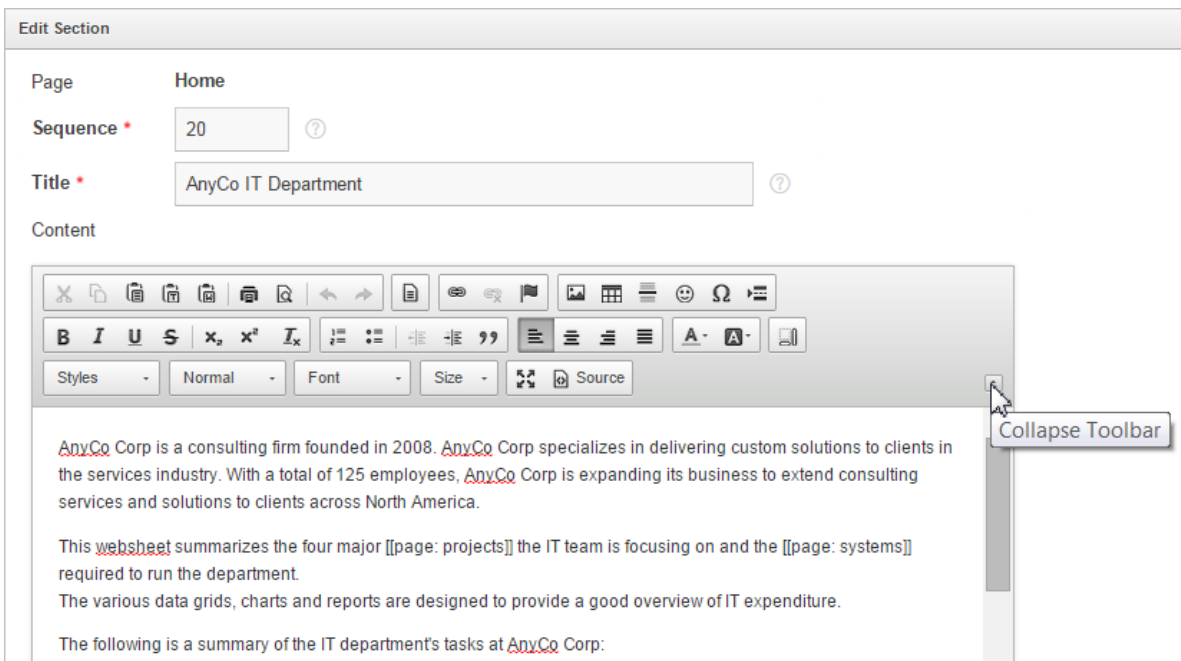 Edit Section
Page Home
Sequence * 20 ?
Title * AnyCo IT Department ?
Content
B I U S x₂ x² Iₓ
Styles Normal Font Size Source
Collapse Toolbar
AnyCo Corp is a consulting firm founded in 2008. AnyCo Corp specializes in delivering custom solutions to clients in
the services industry. With a total of 125 employees, AnyCo Corp is expanding its business to extend consulting
services and solutions to clients across North America.
This websheet summarizes the four major [[page: projects]] the IT team is focusing on and the [[page: systems]]
required to run the department.
The various data grids, charts and reports are designed to provide a good overview of IT expenditure.
The following is a summary of the IT department's tasks at AnyCo Corp: